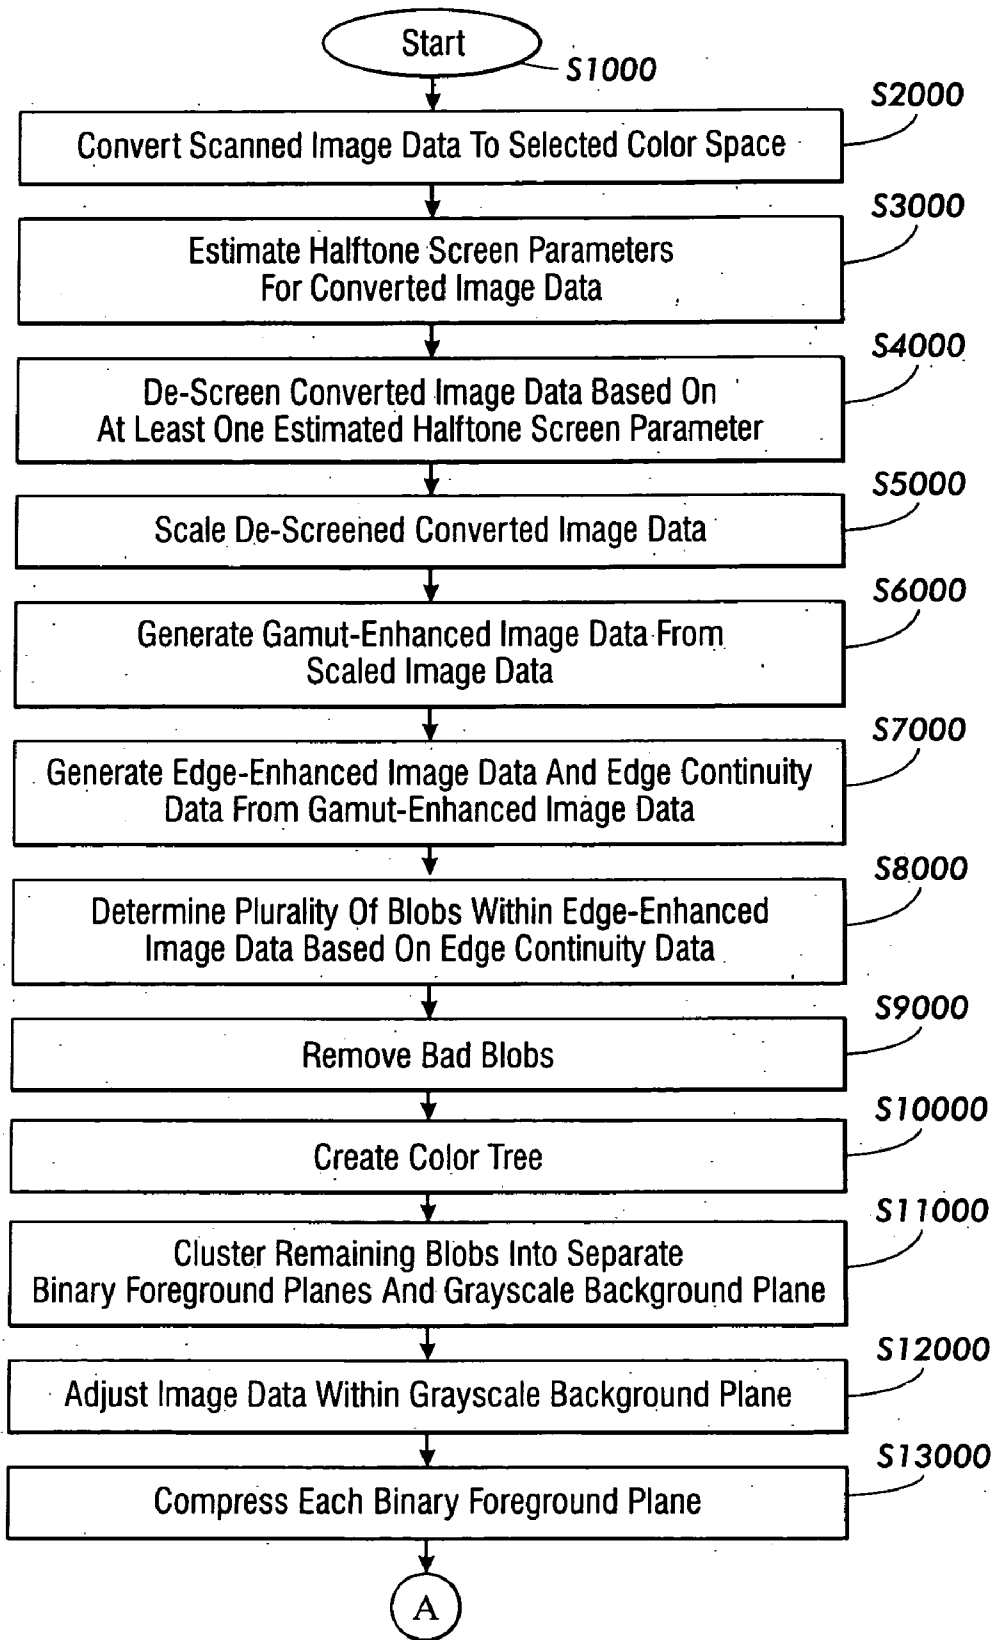 Start
S1000
S2000
Convert Scanned Image Data To Selected Color Space
S3000
Estimate Halftone Screen Parameters
For Converted Image Data
S4000
De-Screen Converted Image Data Based On
At Least One Estimated Halftone Screen Parameter
S5000
Scale De-Screened Converted Image Data
S6000
Generate Gamut-Enhanced Image Data From
Scaled Image Data
S7000
Generate Edge-Enhanced Image Data And Edge Continuity
Data From Gamut-Enhanced Image Data
S8000
Determine Plurality Of Blobs Within Edge-Enhanced
Image Data Based On Edge Continuity Data
S9000
Remove Bad Blobs
S10000
Create Color Tree
S11000
Cluster Remaining Blobs Into Separate
Binary Foreground Planes And Grayscale Background Plane
S12000
Adjust Image Data Within Grayscale Background Plane
S13000
Compress Each Binary Foreground Plane
A